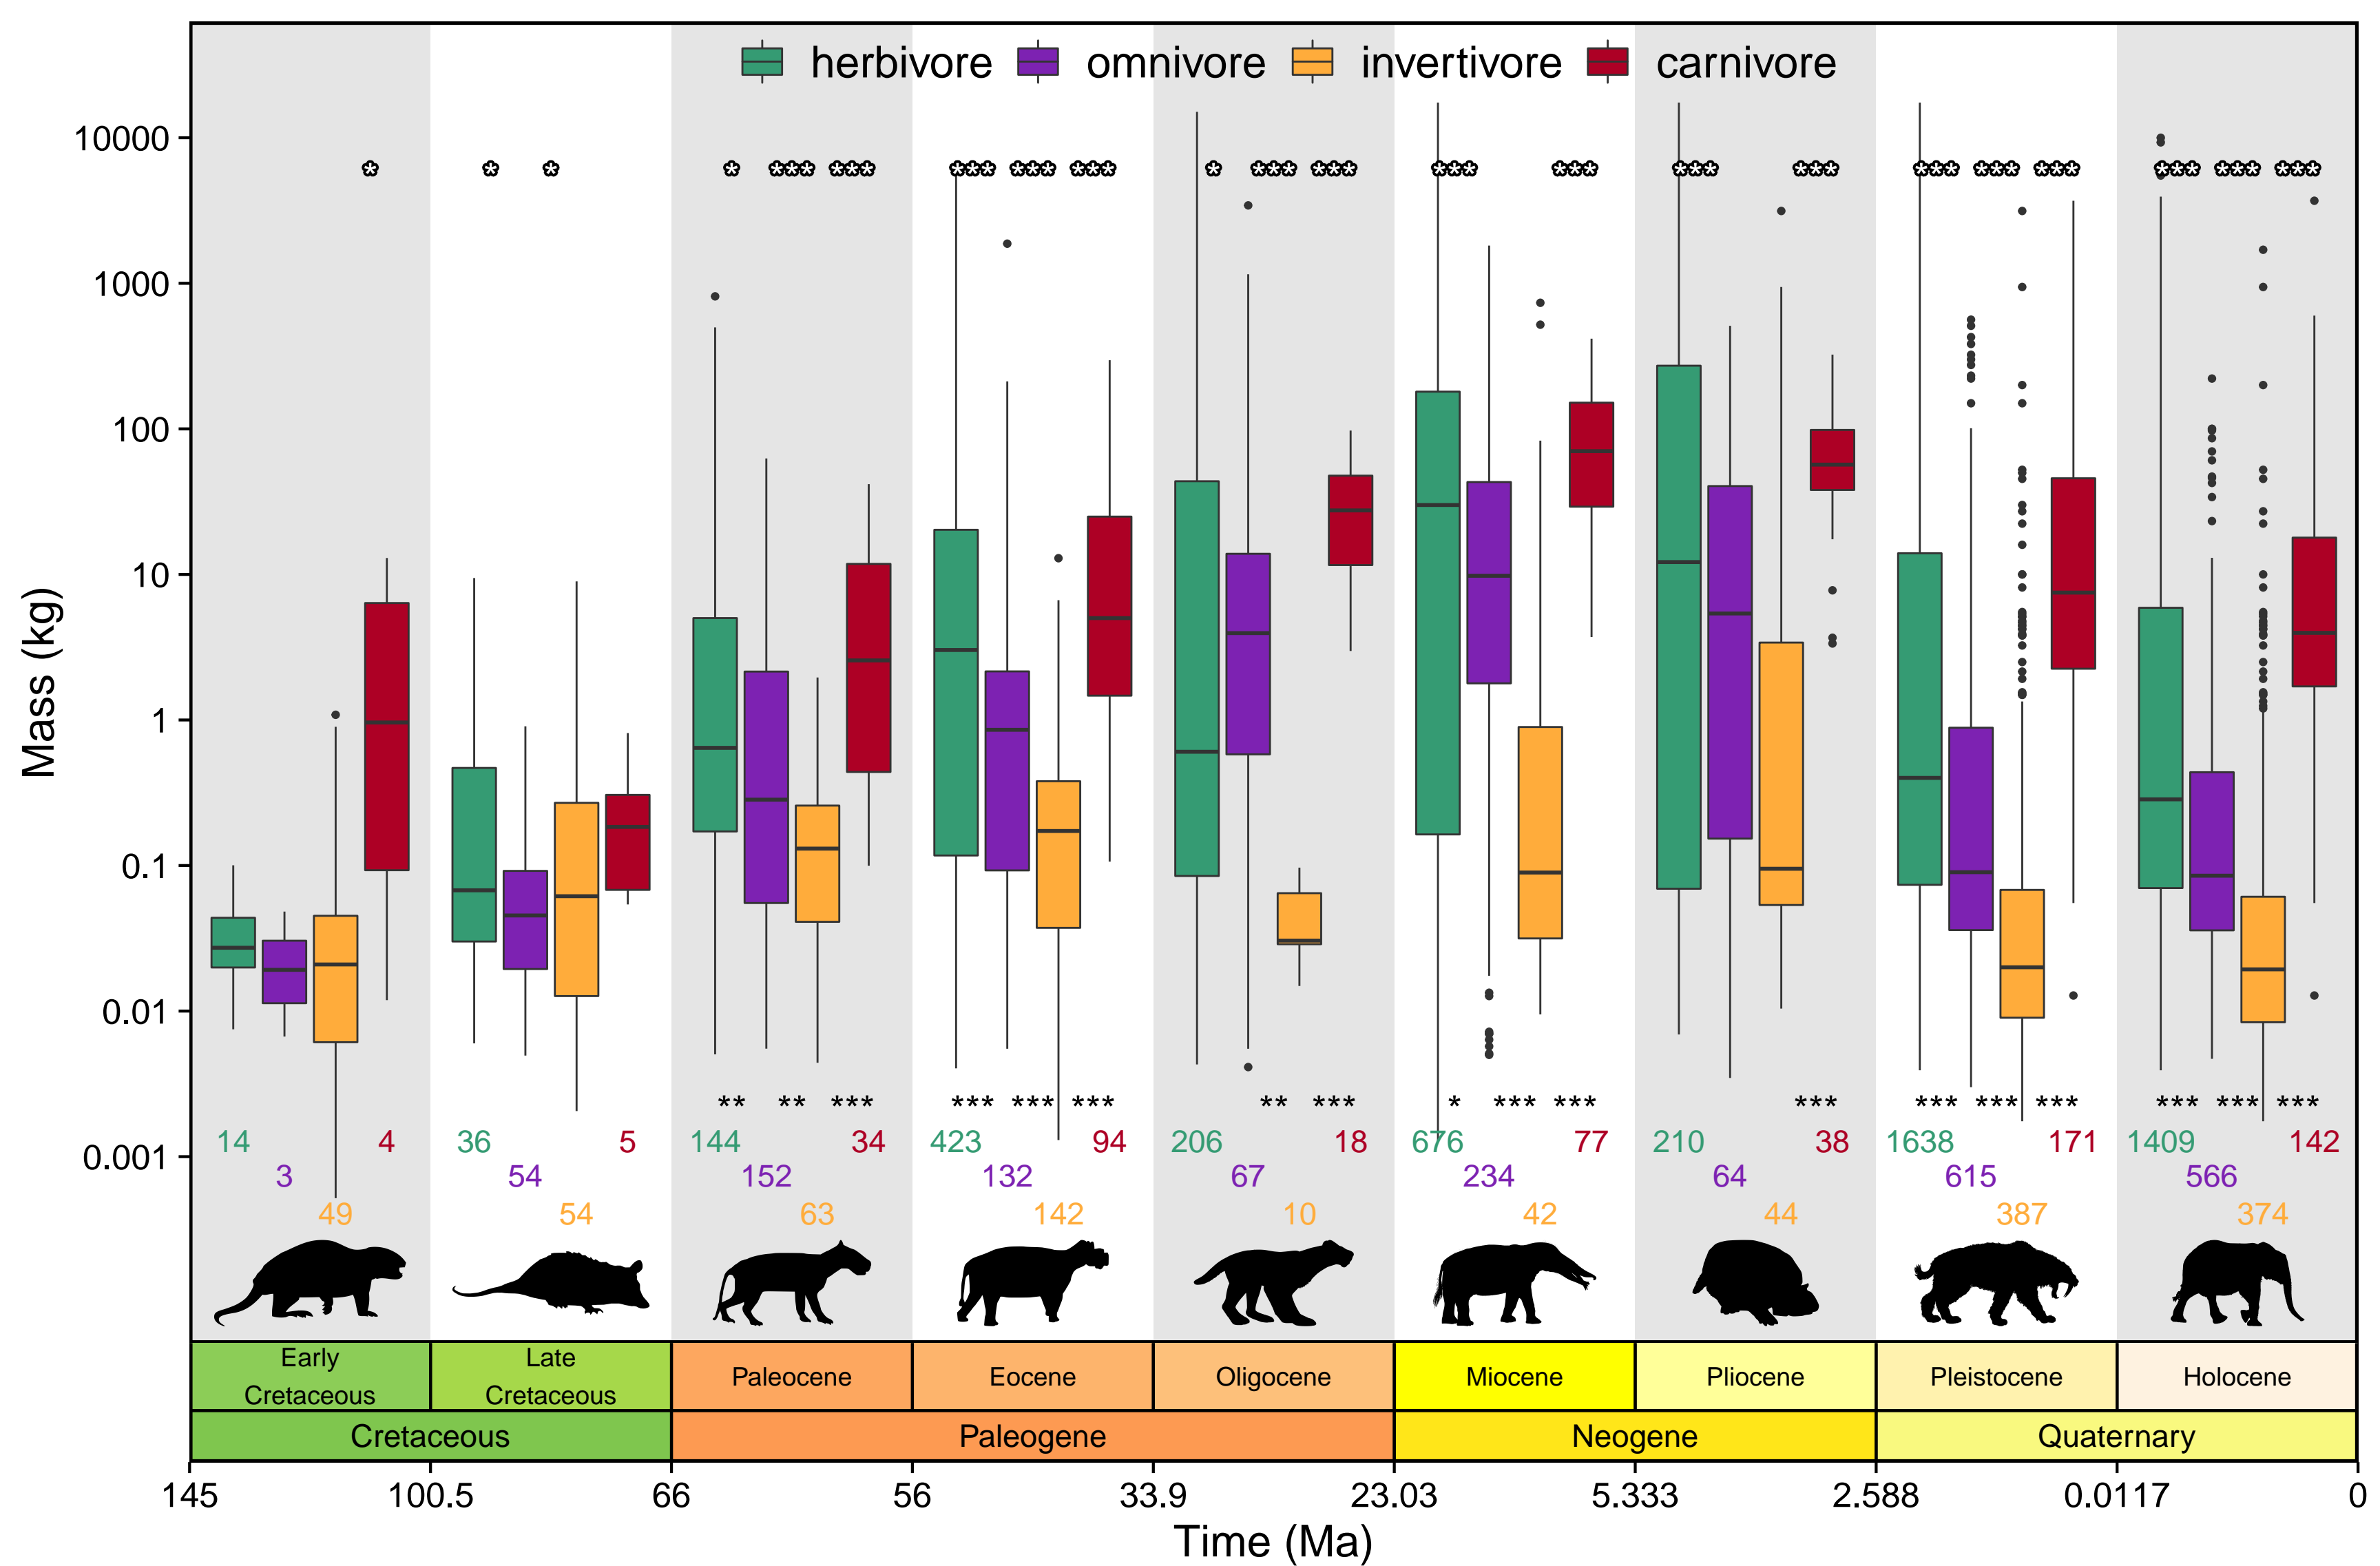 herbivore omnivore invertivore carnivore
10000
1000
100
10
1
0.1
0.01
0.001
Mass (kg)
* * * * *** *** *** *** *** * *** *** *** *** *** *** *** *** *** *** *** ***
** ** *** *** *** *** ** *** * *** *** *** *** *** *** *** *** ***
14 4 36 5 144 34 423 94 206 18 676 77 210 38 1638 171 1409 142
3 54 152 132 67 234 64 615 566
49 54 63 142 10 42 44 387 374
Early Cretaceous
Late Cretaceous
Paleocene
Eocene
Oligocene
Miocene
Pliocene
Pleistocene
Holocene
Cretaceous Paleogene Neogene Quaternary
145 100.5 66 56 33.9 23.03 5.333 2.588 0.0117 0
Time (Ma)